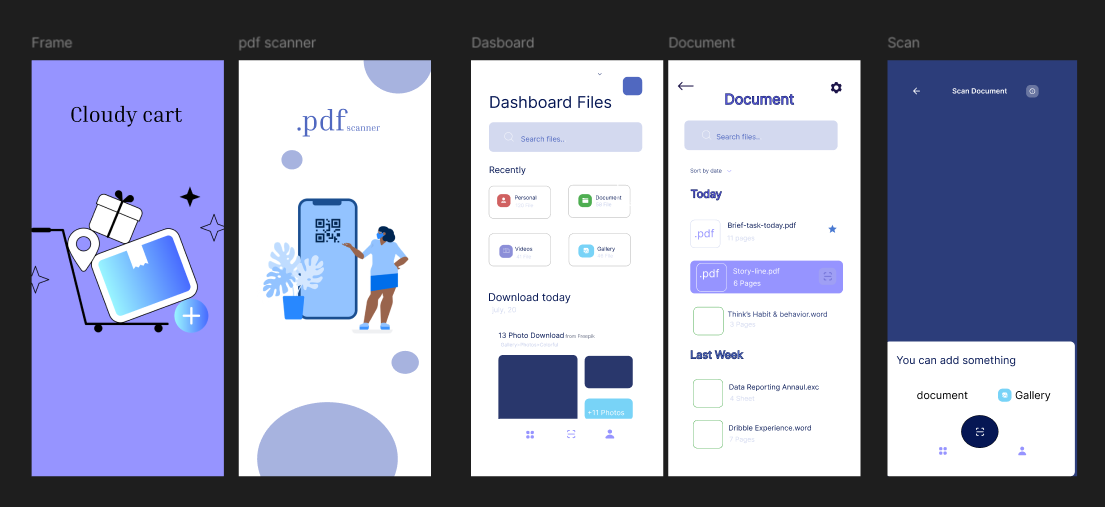 Frame
Cloudy cart
pdf scanner
.pdf scanner
Dasboard
Dashboard Files
Search files..
Recently
Personal
Document
Videos
Gallery
Download today
july, 20
13 Photo Download from Freepik
+11 Photos
Document
Document
Search files..
Sort by date
Today
.pdf
Brief-task-today.pdf
11 pages
.pdf
Story-line.pdf
6 Pages
Think's Habit & behavior.word
3 Pages
Last Week
Data Reporting Annaul.exc
4 Sheet
Dribble Experience.word
7 Pages
Scan
Scan Document
You can add something
document
Gallery